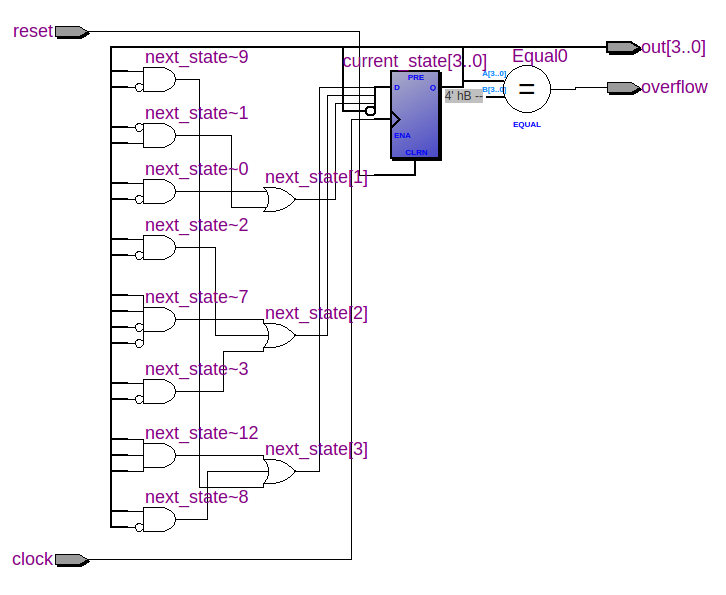 reset
next_state~9
current_state[3..0]
Equal0
out[3..0]
PRE
D
Q
A[3..0]
B[3..0]
4' hB --
=
overflow
next_state~1
ENA
EQUAL
CLRN
next_state~0
next_state[1]
next_state~2
next_state~7
next_state[2]
next_state~3
next_state~12
next_state[3]
next_state~8
clock